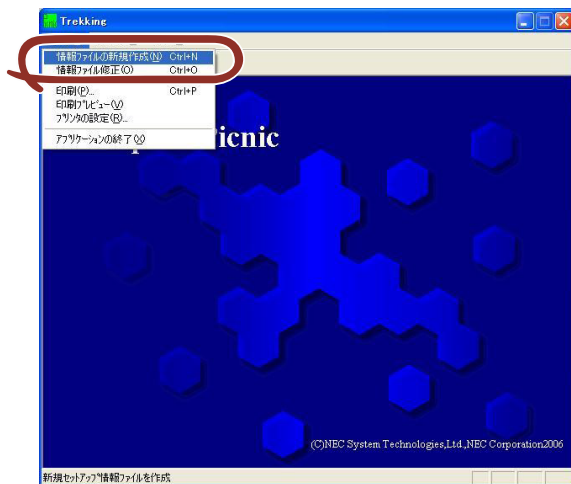 Trekking
情報ファイルの新規作成(N) Ctrl+N
情報ファイル修正(O) Ctrl+O
印刷(P)... Ctrl+P
印刷プレビュー(V)
プリンタの設定(R)...
アプリケーションの終了(X)
icnic
(C)NEC System Technologies,Ltd.,NEC Corporation2006
新規セットアップ情報ファイルを作成